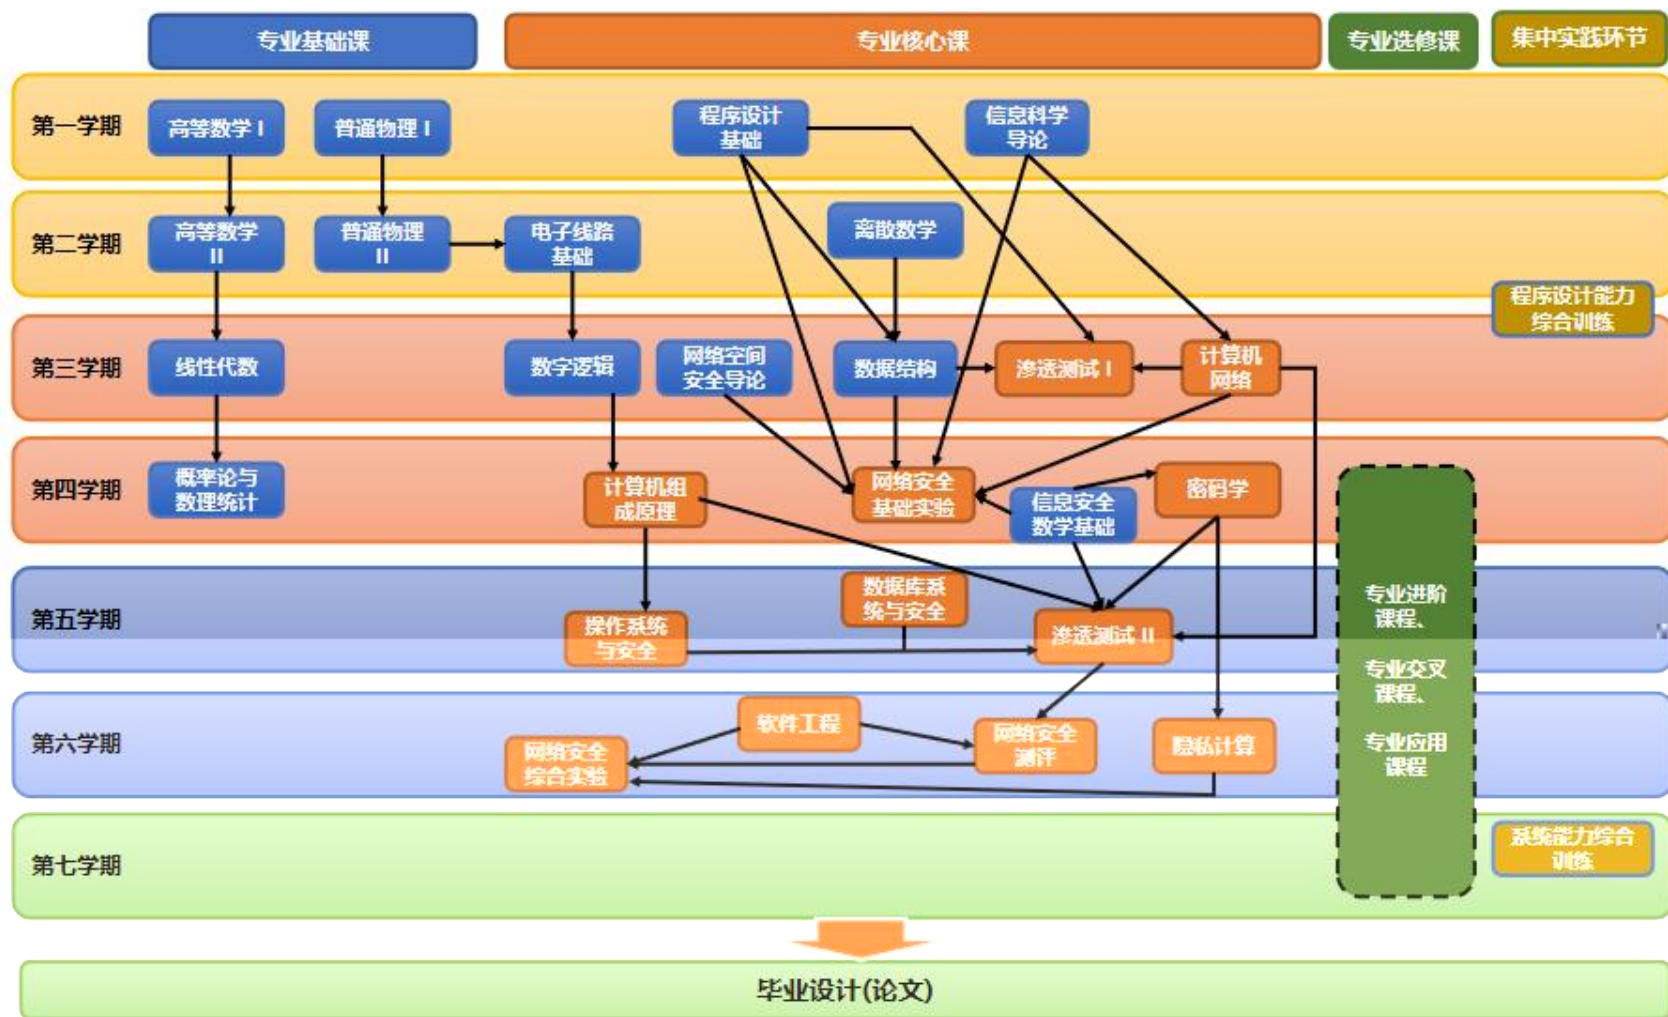 专业基础课
专业核心课
专业选修课
集中实践环节
第一学期
高等数学 I
普通物理 I
程序设计
基础
信息科学
导论
第二学期
高等数学
II
普通物理
II
电子线路
基础
离散数学
程序设计能力
综合训练
第三学期
线性代数
数字逻辑
网络空间
安全导论
数据结构
渗透测试 I
计算机
网络
第四学期
概率论与
数理统计
计算机组
成原理
网络安全
基础实验
信息安全
数学基础
密码学
第五学期
操作系统
与安全
数据库系
统与安全
渗透测试 II
专业进阶
课程、
专业交叉
课程、
专业应用
课程
第六学期
网络安全
综合实验
软件工程
网络安全
测评
隐私计算
第七学期
系统能力综合
训练
毕业设计(论文)